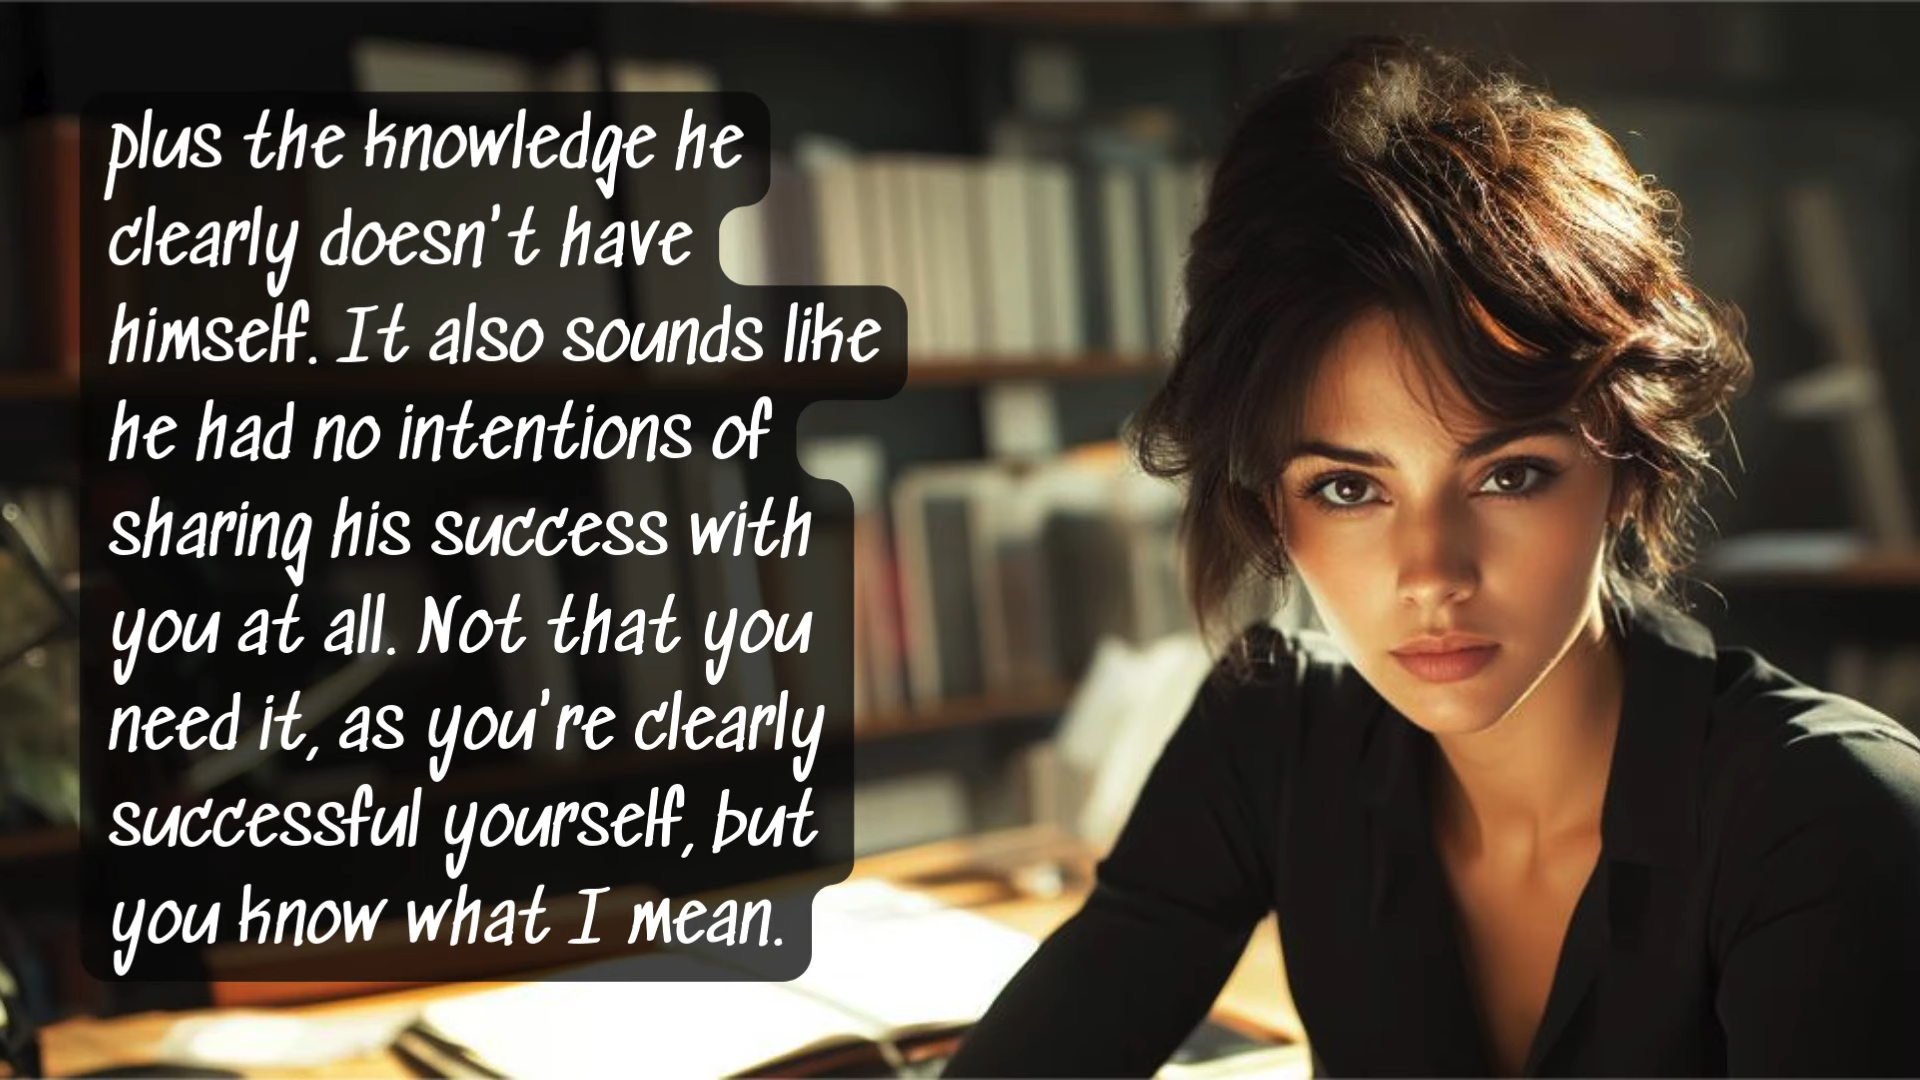 plus the knowledge he
clearly doesn't have
himself. It also sounds like
he had no intentions of
sharing his success with
you at all. Not that you
need it, as you're clearly
successful yourself, but
you know what I mean.